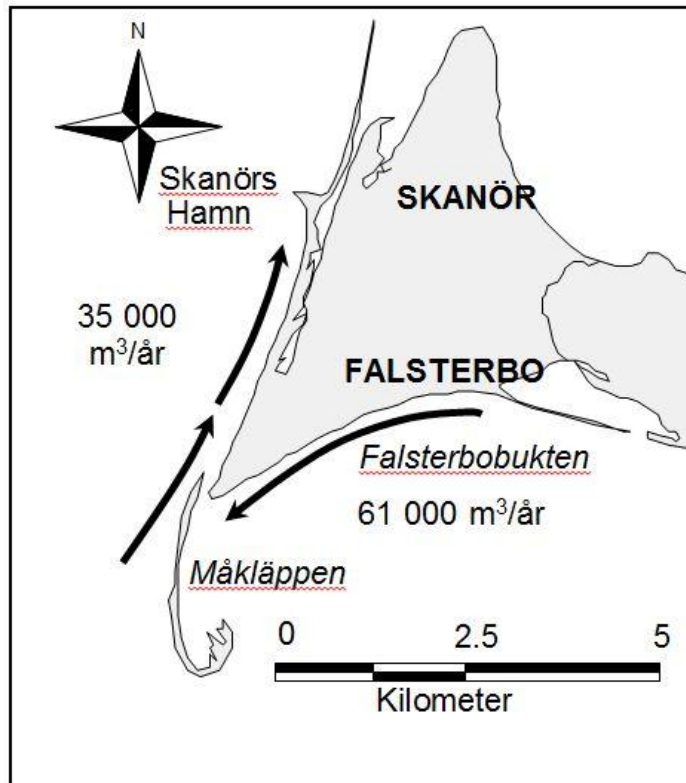 N
Skanörs
Hamn
SKANÖR
35 000
m³/år
FALSTERBO
Falsterbobukten
61 000 m³/år
Måkläppen
0 2.5 5
Kilometer